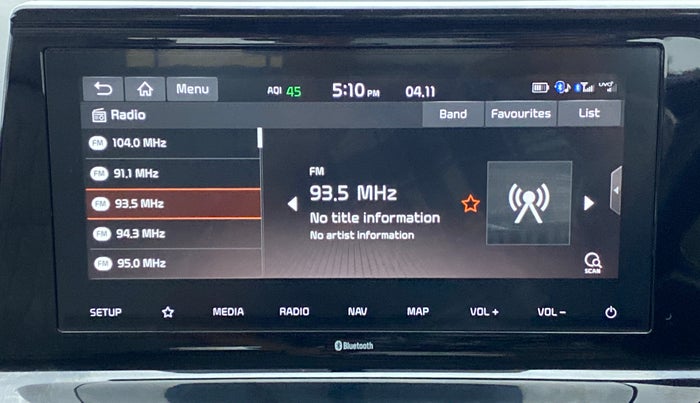 Menu AQI 45 5:10 PM 04.11 UVO
Radio Band Favourites List
FM 104.0 MHz
FM 91.1 MHz
FM 93.5 MHz
FM 94.3 MHz
FM 95.0 MHz
FM
93.5 MHz
No title information
No artist information
SCAN
SETUP MEDIA RADIO NAV MAP VOL + VOL −
Bluetooth